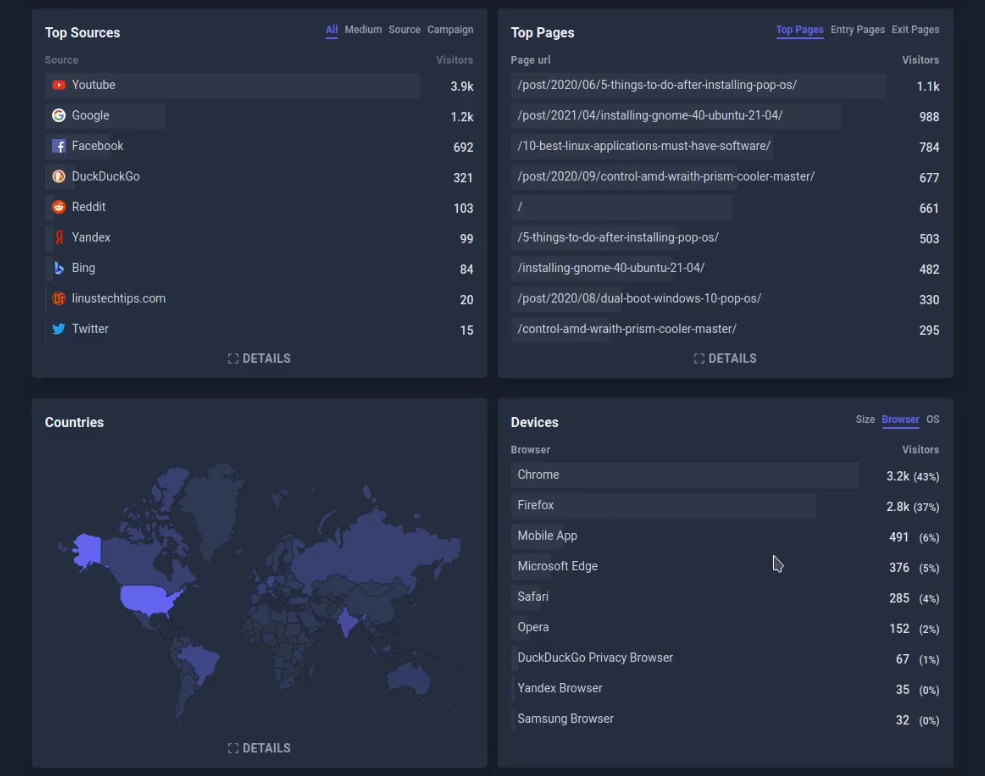 Top Sources
All Medium Source Campaign
Source Visitors
Youtube 3.9k
Google 1.2k
Facebook 692
DuckDuckGo 321
Reddit 103
Yandex 99
Bing 84
linustechtips.com 20
Twitter 15
DETAILS
Top Pages
Top Pages Entry Pages Exit Pages
Page url Visitors
/post/2020/06/5-things-to-do-after-installing-pop-os/ 1.1k
/post/2021/04/installing-gnome-40-ubuntu-21-04/ 988
/10-best-linux-applications-must-have-software/ 784
/post/2020/09/control-amd-wraith-prism-cooler-master/ 677
/ 661
/5-things-to-do-after-installing-pop-os/ 503
/installing-gnome-40-ubuntu-21-04/ 482
/post/2020/08/dual-boot-windows-10-pop-os/ 330
/control-amd-wraith-prism-cooler-master/ 295
DETAILS
Countries
DETAILS
Devices
Size Browser OS
Browser Visitors
Chrome 3.2k (43%)
Firefox 2.8k (37%)
Mobile App 491 (6%)
Microsoft Edge 376 (5%)
Safari 285 (4%)
Opera 152 (2%)
DuckDuckGo Privacy Browser 67 (1%)
Yandex Browser 35 (0%)
Samsung Browser 32 (0%)